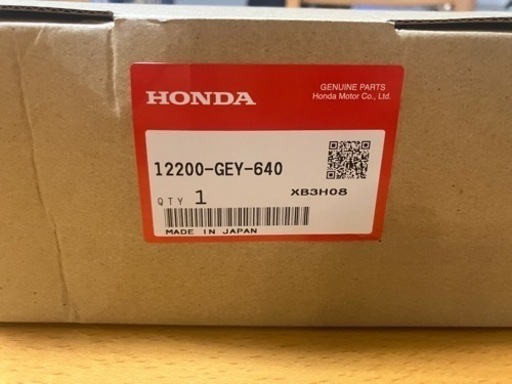 HONDA
GENUINE PARTS
Honda Motor Co., Ltd.
12200-GEY-640
QTY 1
XB3H08
MADE IN JAPAN